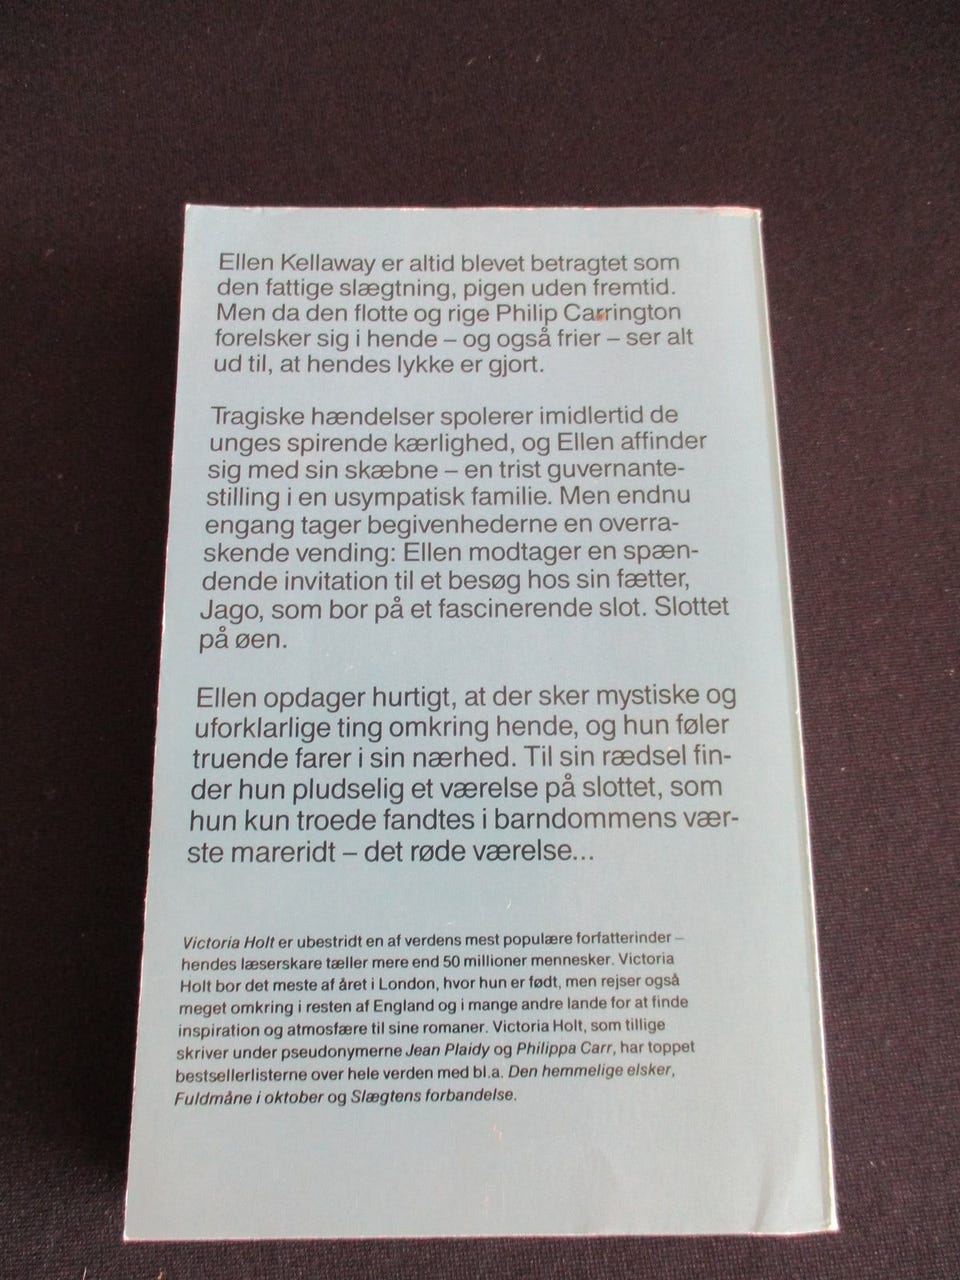 Ellen Kellaway er altid blevet betragtet som
den fattige slægtning, pigen uden fremtid.
Men da den flotte og rige Philip Carrington
forelsker sig i hende – og også frier – ser alt
ud til, at hendes lykke er gjort.
Tragiske hændelser spolerer imidlertid de
unges spirende kærlighed, og Ellen affinder
sig med sin skæbne – en trist guvernante-
stilling i en usympatisk familie. Men endnu
engang tager begivenhederne en overra-
skende vending: Ellen modtager en spæn-
dende invitation til et besøg hos sin fætter,
Jago, som bor på et fascinerende slot. Slottet
på øen.
Ellen opdager hurtigt, at der sker mystiske og
uforklarlige ting omkring hende, og hun føler
truende farer i sin nærhed. Til sin rædsel fin-
der hun pludselig et værelse på slottet, som
hun kun troede fandtes i barndommens vær-
ste mareridt – det røde værelse...
Victoria Holt er ubestridt en af verdens mest populære forfatterinder –
hendes læserskare tæller mere end 50 millioner mennesker. Victoria
Holt bor det meste af året i London, hvor hun er født, men rejser også
meget omkring i resten af England og i mange andre lande for at finde
inspiration og atmosfære til sine romaner. Victoria Holt, som tillige
skriver under pseudonymerne Jean Plaidy og Philippa Carr, har toppet
bestsellerlisterne over hele verden med bl.a. Den hemmelige elsker,
Fuldmåne i oktober og Slægtens forbandelse.